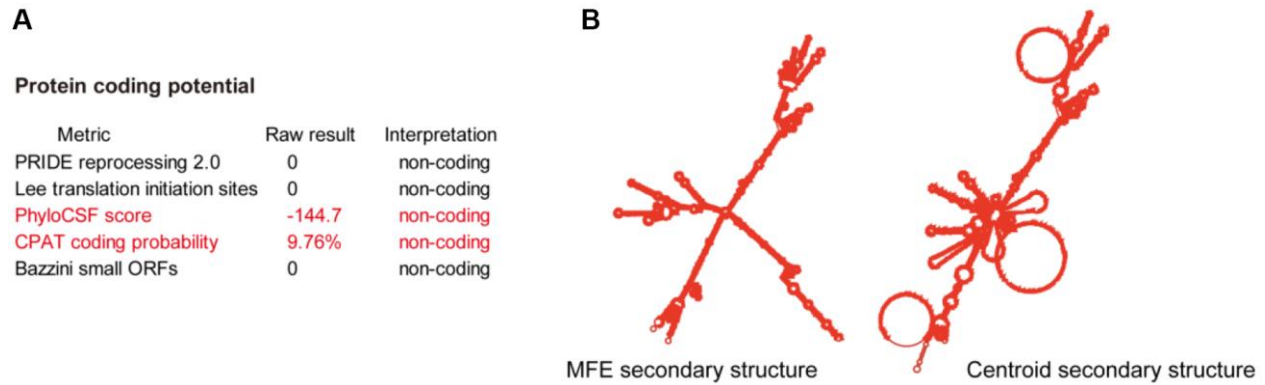 A
B
Protein coding potential
Metric Raw result Interpretation
PRIDE reprocessing 2.0 0 non-coding
Lee translation initiation sites 0 non-coding
PhyloCSF score -144.7 non-coding
CPAT coding probability 9.76% non-coding
Bazzini small ORFs 0 non-coding
MFE secondary structure
Centroid secondary structure